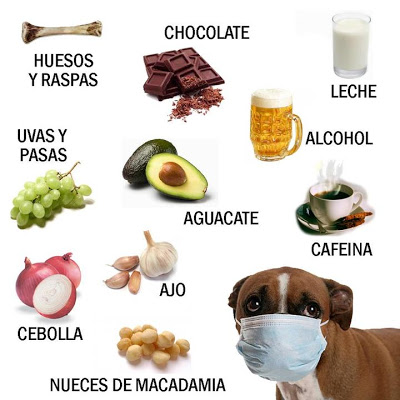 HUESOS
Y RASPAS
CHOCOLATE
LECHE
UVAS Y
PASAS
ALCOHOL
AGUACATE
CAFEINA
AJO
CEBOLLA
NUECES DE MACADAMIA